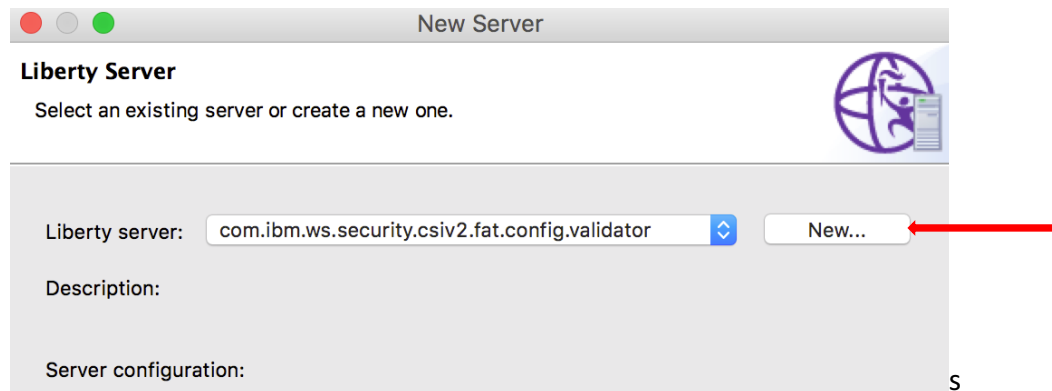 New Server
Liberty Server
Select an existing server or create a new one.
Liberty server: com.ibm.ws.security.csiv2.fat.config.validator New...
Description:
Server configuration:
s